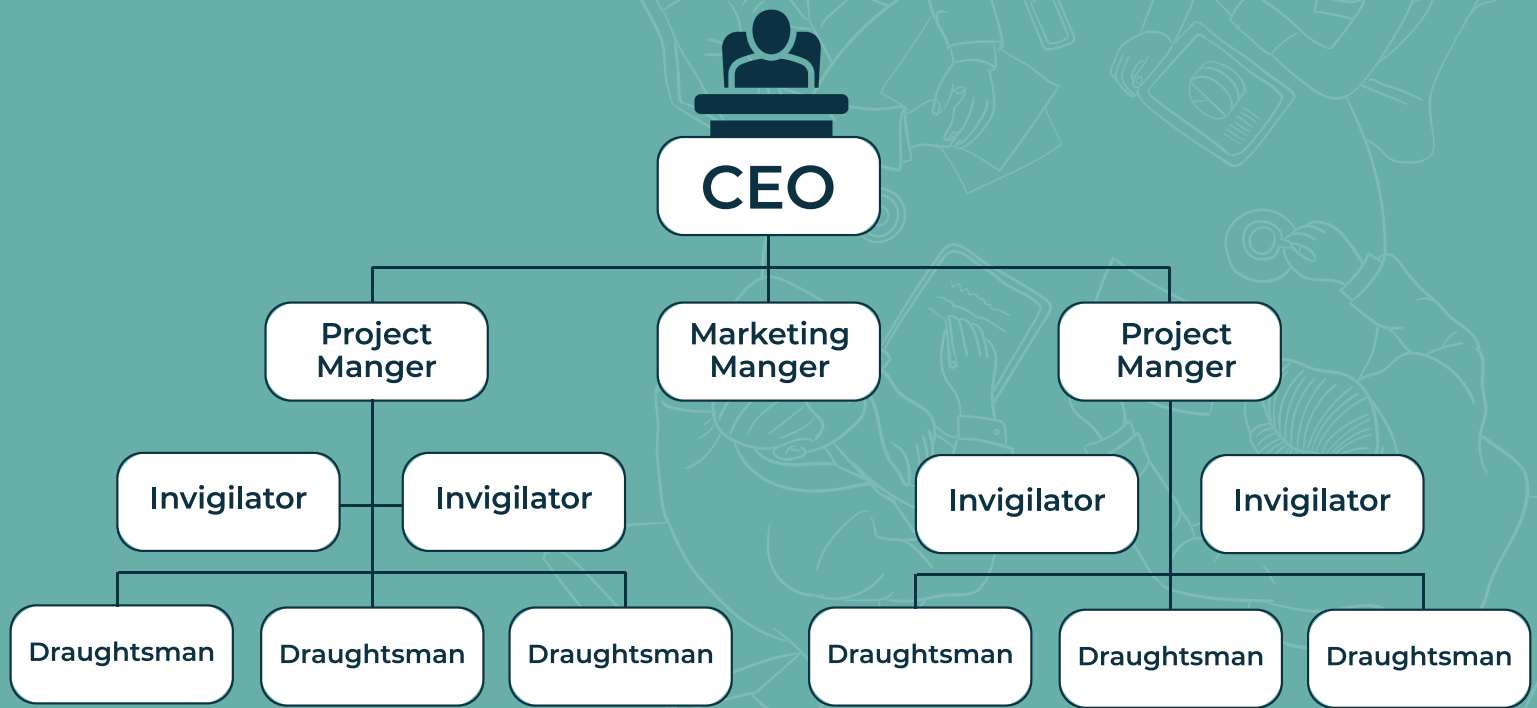 CEO
Project
Manger
Marketing
Manger
Project
Manger
Invigilator
Invigilator
Invigilator
Invigilator
Draughtsman
Draughtsman
Draughtsman
Draughtsman
Draughtsman
Draughtsman